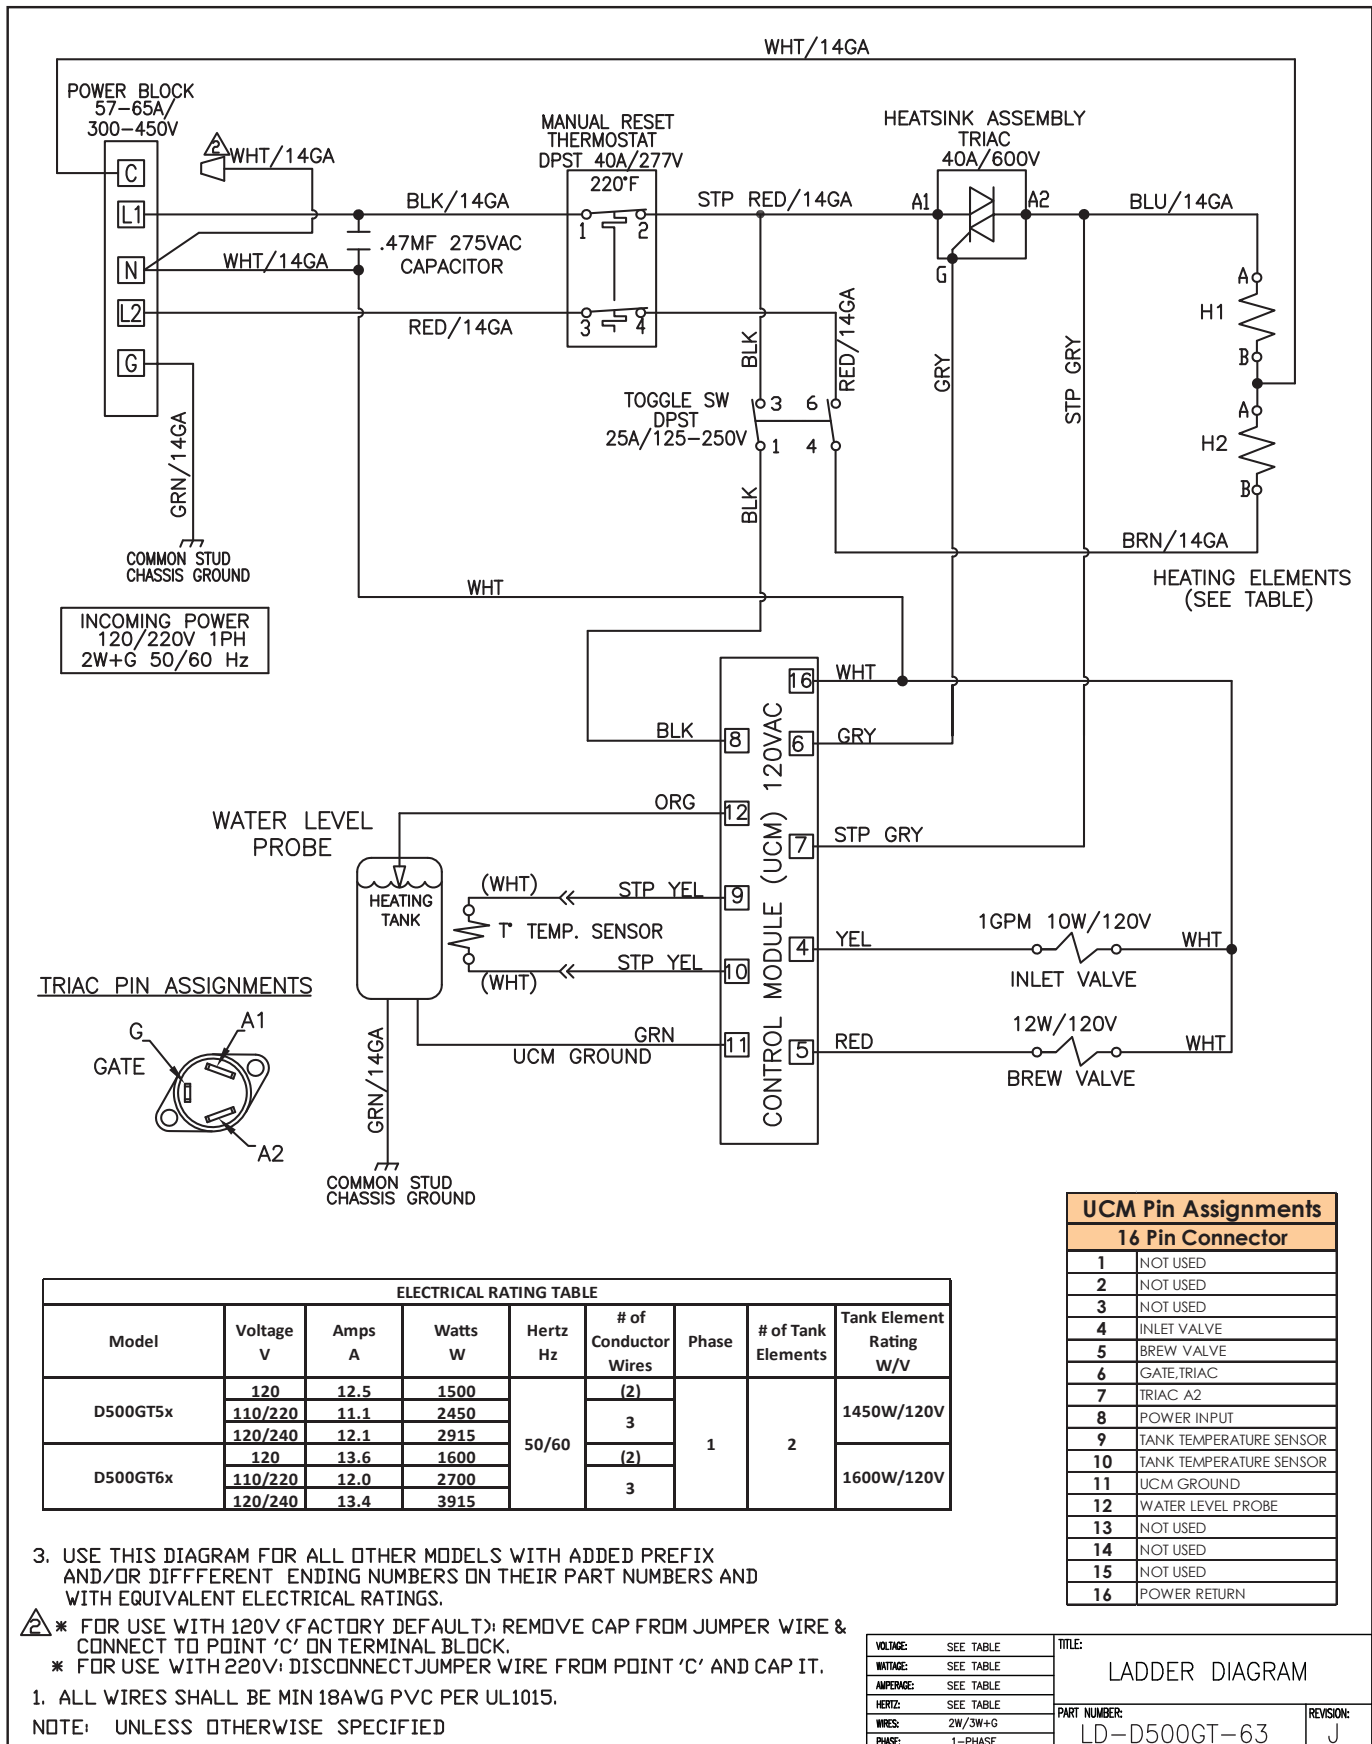 WHT/14GA
POWER BLOCK
57-65A/
300-450V
2
WHT/14GA
MANUAL RESET
THERMOSTAT
DPST 40A/277V
220°F
HEATSINK ASSEMBLY
TRIAC
40A/600V
C
L1
BLK/14GA
1
2
STP RED/14GA
A1
A2
BLU/14GA
.47MF 275VAC
CAPACITOR
N
WHT/14GA
G
A
H1
B
L2
RED/14GA
3
4
BLK
RED/14GA
GRY
STP GRY
G
GRN/14GA
TOGGLE SW
DPST
25A/125-250V
3
6
1
4
A
H2
B
BLK
BRN/14GA
HEATING ELEMENTS
(SEE TABLE)
COMMON STUD
CHASSIS GROUND
WHT
INCOMING POWER
120/220V 1PH
2W+G 50/60 Hz
CONTROL MODULE (UCM) 120VAC
16
WHT
BLK
8
6
GRY
ORG
12
7
STP GRY
WATER LEVEL
PROBE
HEATING
TANK
(WHT)
STP YEL
9
T° TEMP. SENSOR
(WHT)
STP YEL
10
4
YEL
1GPM 10W/120V
WHT
INLET VALVE
GRN
11
UCM GROUND
5
RED
12W/120V
WHT
BREW VALVE
GRN/14GA
COMMON STUD
CHASSIS GROUND
TRIAC PIN ASSIGNMENTS
G
GATE
A1
A2
UCM Pin Assignments
16 Pin Connector
1 NOT USED
2 NOT USED
3 NOT USED
4 INLET VALVE
5 BREW VALVE
6 GATE,TRIAC
7 TRIAC A2
8 POWER INPUT
9 TANK TEMPERATURE SENSOR
10 TANK TEMPERATURE SENSOR
11 UCM GROUND
12 WATER LEVEL PROBE
13 NOT USED
14 NOT USED
15 NOT USED
16 POWER RETURN
ELECTRICAL RATING TABLE
Model Voltage V Amps A Watts W Hertz Hz # of Conductor Wires Phase # of Tank Elements Tank Element Rating W/V
D500GT5x 120 12.5 1500 50/60 (2) 1 2 1450W/120V
110/220 11.1 2450 3
120/240 12.1 2915
D500GT6x 120 13.6 1600 (2) 1600W/120V
110/220 12.0 2700 3
120/240 13.4 3915
3. USE THIS DIAGRAM FOR ALL OTHER MODELS WITH ADDED PREFIX
AND/OR DIFFFERENT ENDING NUMBERS ON THEIR PART NUMBERS AND
WITH EQUIVALENT ELECTRICAL RATINGS.
2 * FOR USE WITH 120V (FACTORY DEFAULT): REMOVE CAP FROM JUMPER WIRE &
CONNECT TO POINT 'C' ON TERMINAL BLOCK.
* FOR USE WITH 220V: DISCONNECT JUMPER WIRE FROM POINT 'C' AND CAP IT.
1. ALL WIRES SHALL BE MIN 18AWG PVC PER UL1015.
NOTE: UNLESS OTHERWISE SPECIFIED
VOLTAGE: SEE TABLE
WATTAGE: SEE TABLE
AMPERAGE: SEE TABLE
HERTZ: SEE TABLE
WIRES: 2W/3W+G
PHASE: 1-PHASE
TITLE:
LADDER DIAGRAM
PART NUMBER:
LD-D500GT-63
REVISION:
J